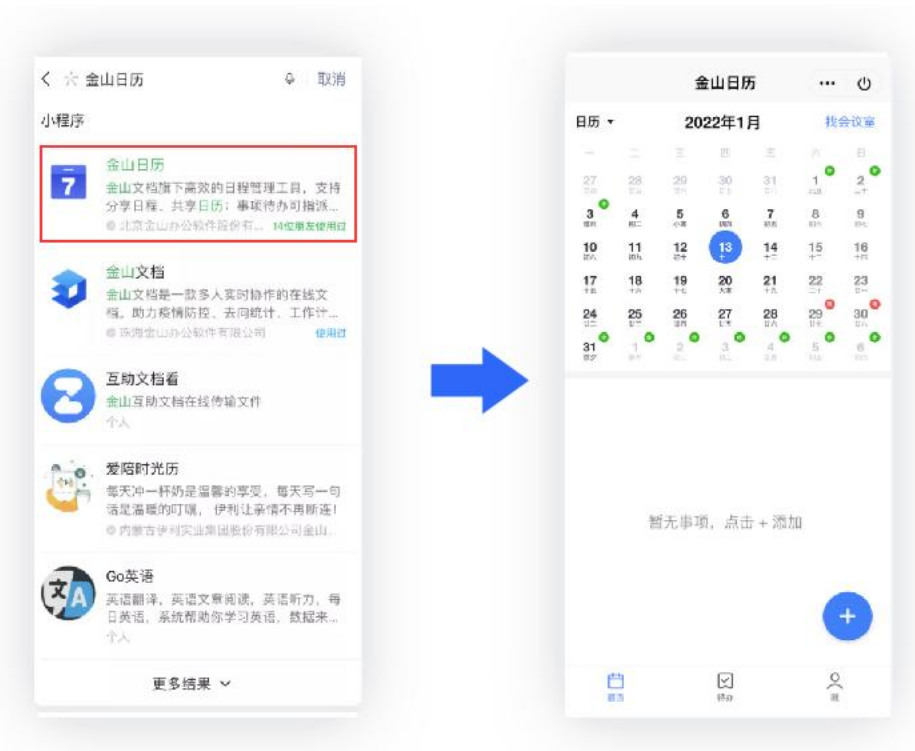 金山日历
取消
小程序
7
金山日历
金山文档旗下高效的日程管理工具，支持
分享日程、共享日历；事项待办可指派...
北京金山办公软件股份有... 14位朋友使用过
金山文档
金山文档是一款多人实时协作的在线文
档，助力疫情防控、去向统计、工作计...
珠海金山办公软件有限公司 使用过
互助文档看
金山互助文档在线传输文件
个人
爱陪时光历
每天冲一杯奶是温馨的享受，每天写一句
话是温暖的叮嘱，伊利让亲情不再断连！
内蒙古伊利实业集团股份有限公司金山...
Go英语
英语翻译，英语文章阅读，英语听力，每
日英语，系统帮助你学习英语，数据来...
个人
更多结果
金山日历
日历 2022年1月 找会议室
一 二 三 四 五 六 日
27 28 29 30 31 1 2
3 4 5 6 7 8 9
10 11 12 13 14 15 16
17 18 19 20 21 22 23
24 25 26 27 28 29 30
31 1 2 3 4 5 6
暂无事项，点击 + 添加
日历 待办 我